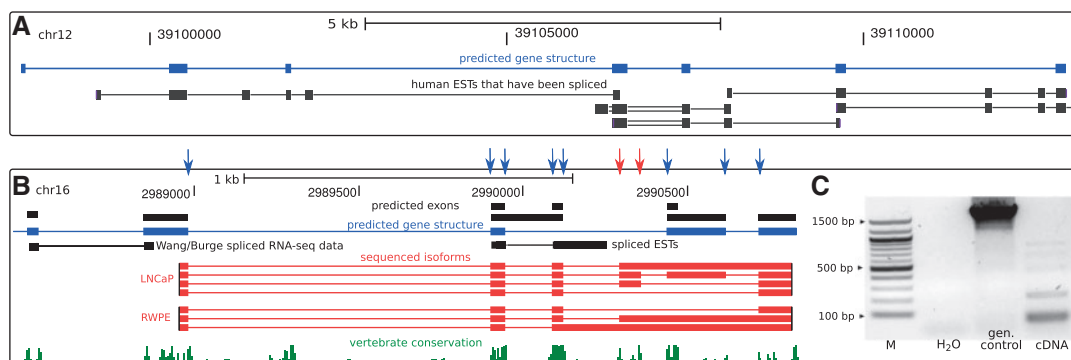 A
chr12
5 kb
39100000
39105000
39110000
predicted gene structure
human ESTs that have been spliced
B
chr16
1 kb
2989000
2989500
2990000
2990500
predicted exons
predicted gene structure
Wang/Burge spliced RNA-seq data
spliced ESTs
sequenced isoforms
LNCaP
RWPE
vertebrate conservation
C
1500 bp
500 bp
100 bp
M
H₂O
gen.
control
cDNA